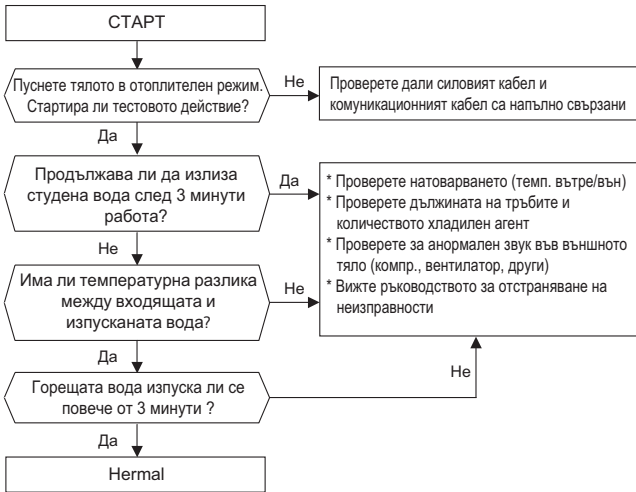 СТАРТ
Пуснете тялото в отоплителен режим.
Стартира ли тестовото действие?
Не
Проверете дали силовият кабел и
комуникационният кабел са напълно свързани
Да
Продължава ли да излиза
студена вода след 3 минути
работа?
Да
* Проверете натоварването (темп. вътре/вън)
* Проверете дължината на тръбите и
количеството хладилен агент
* Проверете за анормален звук във външното
тяло (компр., вентилатор, други)
* Вижте ръководството за отстраняване на
неизправности
Не
Има ли температурна разлика
между входящата и
изпусканата вода?
Не
Да
Горещата вода изпуска ли се
повече от 3 минути ?
Не
Да
Hermal